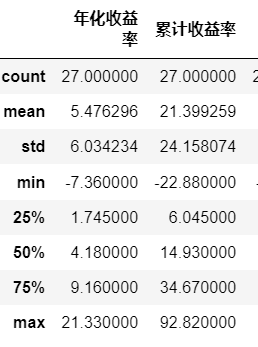 年化收益率 累计收益率
count 27.000000 27.000000 2
mean 5.476296 21.399259
std 6.034234 24.158074
min -7.360000 -22.880000 -
25% 1.745000 6.045000
50% 4.180000 14.930000
75% 9.160000 34.670000
max 21.330000 92.820000